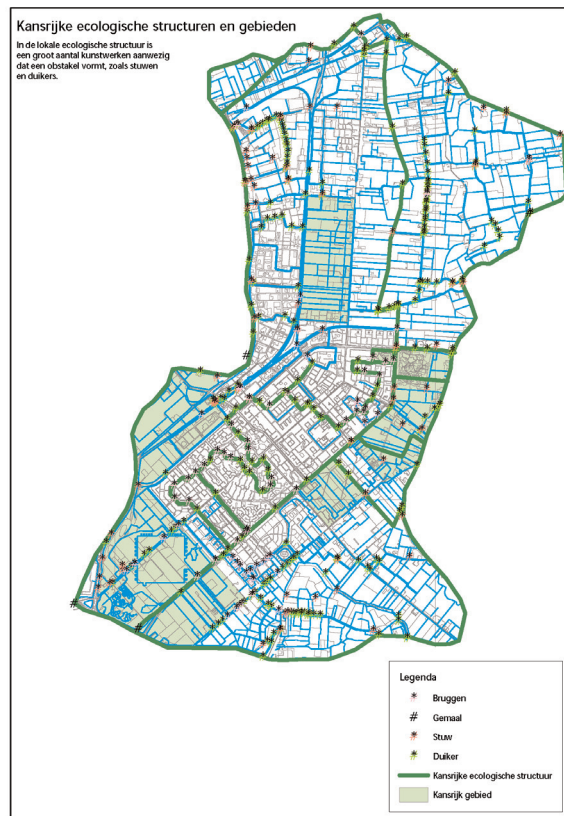 Kansrijke ecologische structuren en gebieden
In de lokale ecologische structuur is
een groot aantal kunstwerken aanwezig
dat een obstakel vormt, zoals stuwen
en duikers.
Legenda
Bruggen
# Gemaal
Stuw
Duiker
Kansrijke ecologische structuur
Kansrijk gebied